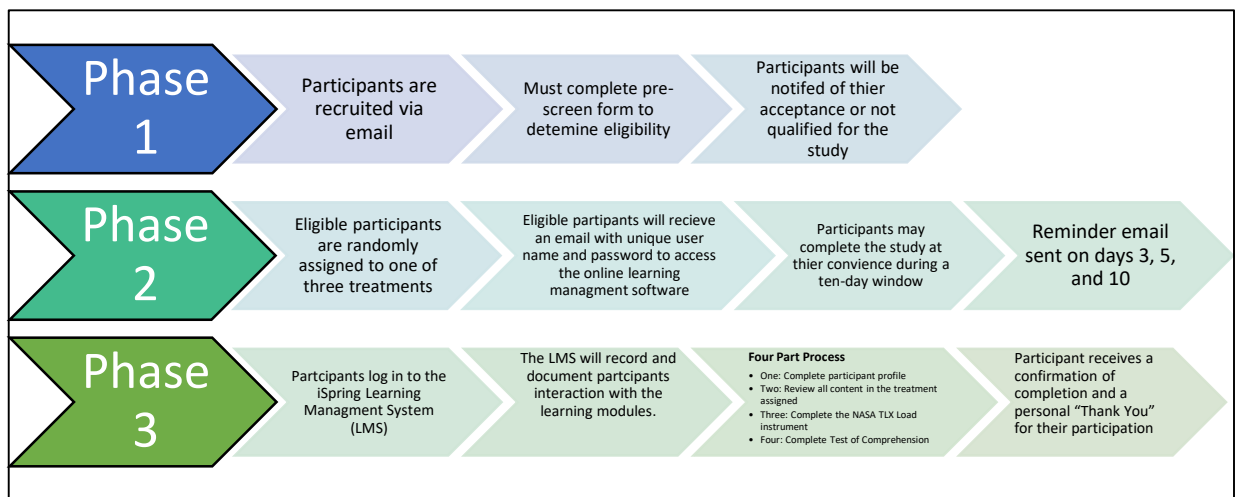 Phase
1
Participants are
recruited via
email
Must complete pre-
screen form to
detemine eligibility
Participants will be
notifed of thier
acceptance or not
qualified for the
study
Phase
2
Eligible participants
are randomly
assigned to one of
three treatments
Eligible partipants will recieve
an email with unique user
name and password to access
the online learning
managment software
Participants may
complete the study at
thier convience during a
ten-day window
Reminder email
sent on days 3, 5,
and 10
Phase
3
Partcipants log in to the
iSpring Learning
Managment System
(LMS)
The LMS will record and
document partcipants
interaction with the
learning modules.
Four Part Process
• One: Complete participant profile
• Two: Review all content in the treatment
assigned
• Three: Complete the NASA TLX Load
instrument
• Four: Complete Test of Comprehension
Participant receives a
confirmation of
completion and a
personal “Thank You”
for their participation